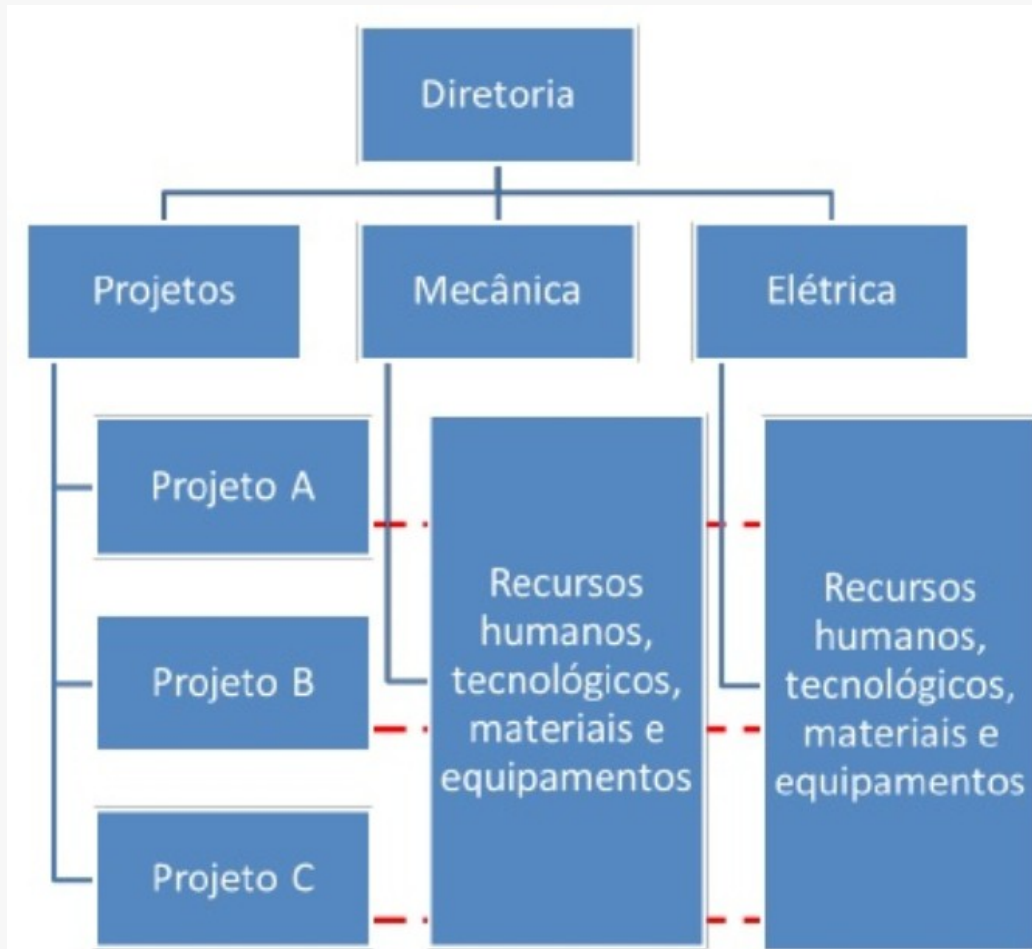 Diretoria
Projetos
Mecânica
Elétrica
Projeto A
Projeto B
Projeto C
Recursos
humanos,
tecnológicos,
materiais e
equipamentos
Recursos
humanos,
tecnológicos,
materiais e
equipamentos